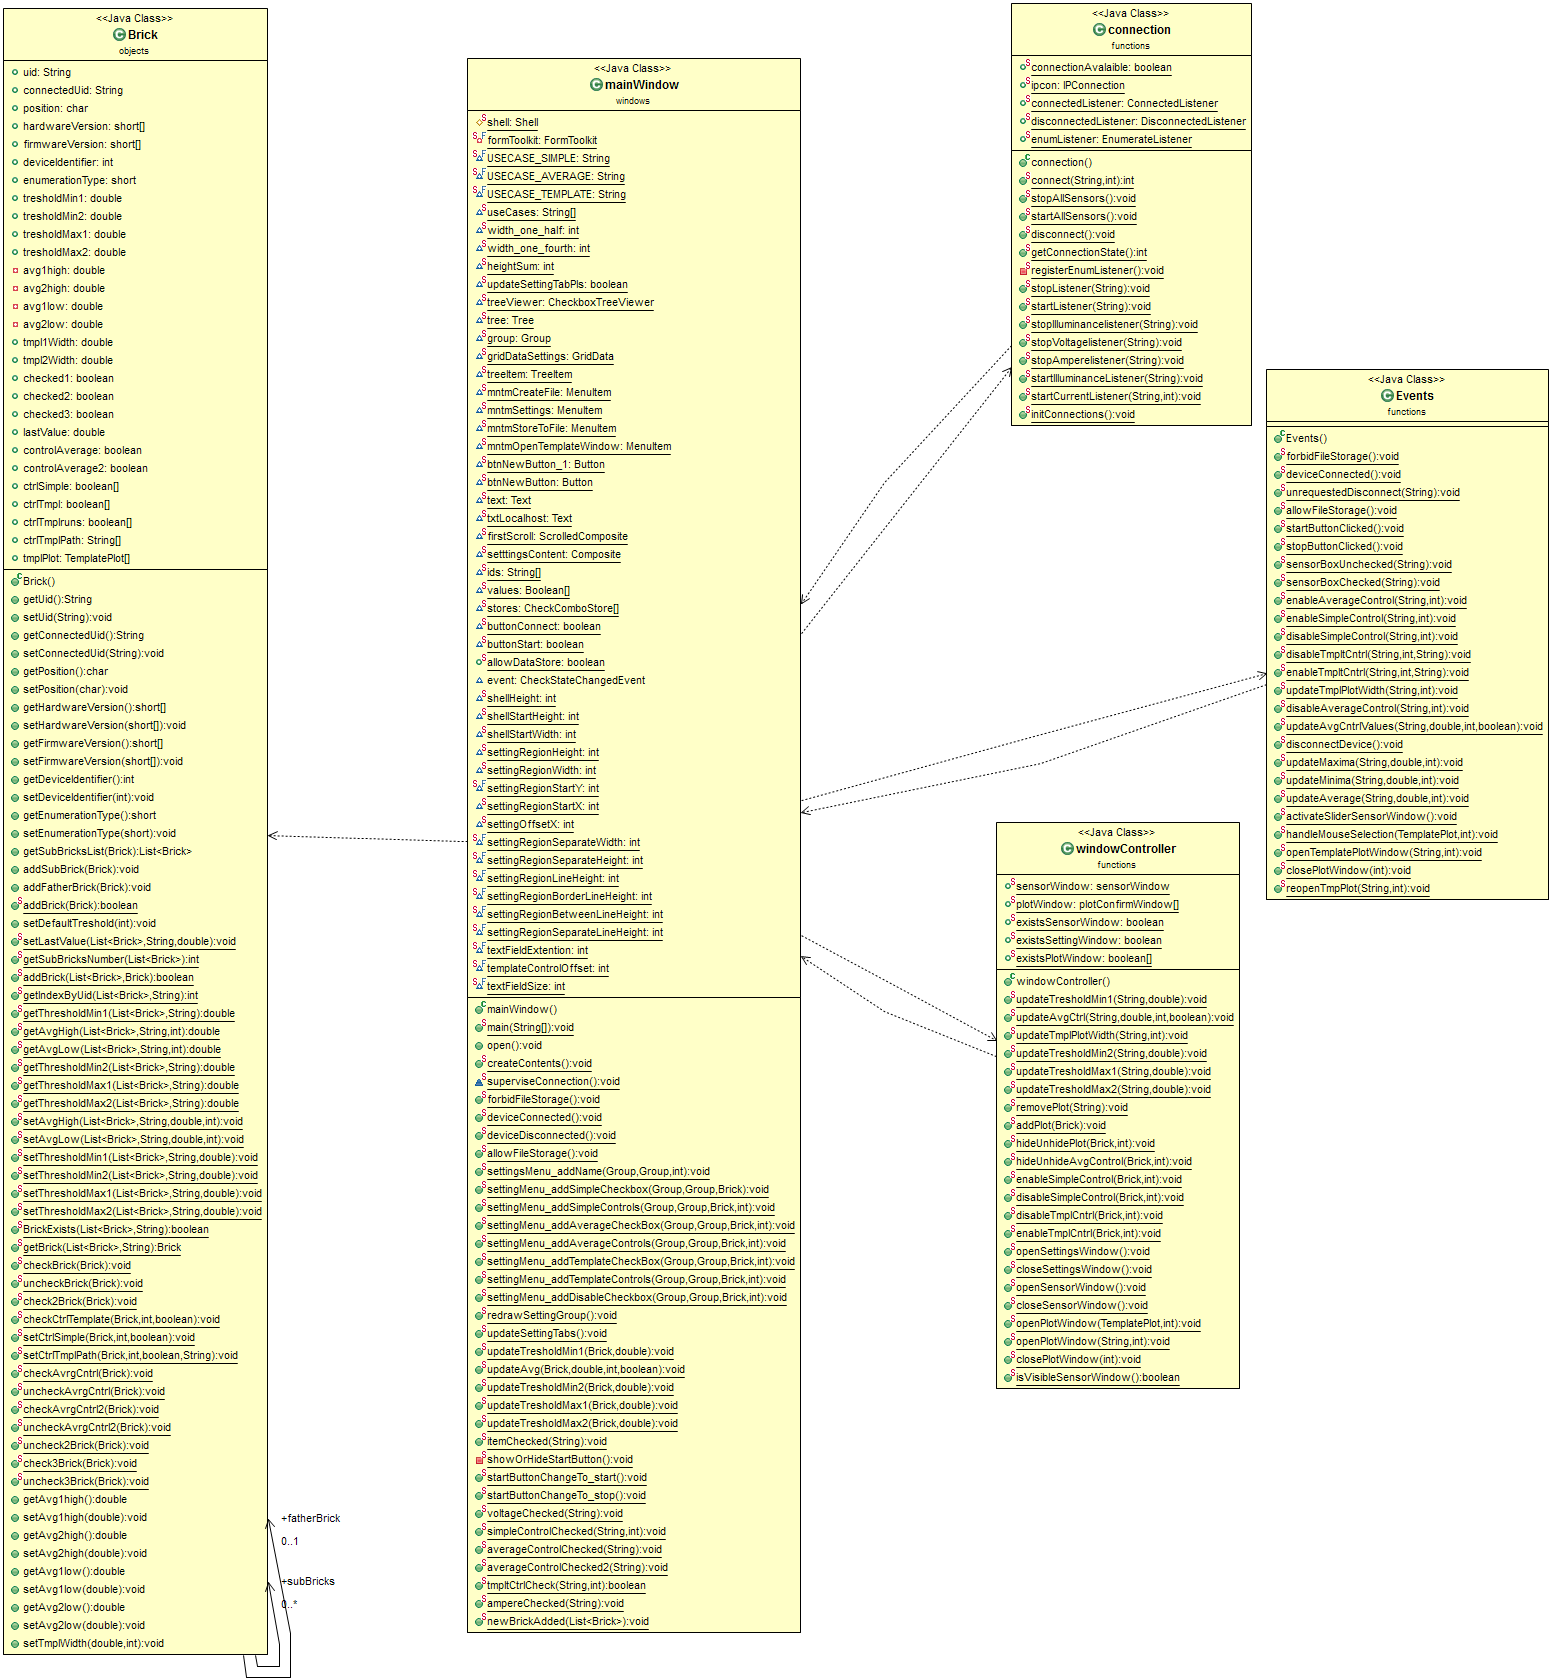 <<Java Class>>
Brick
objects
uid: String
connectedUid: String
position: char
hardwareVersion: short[]
firmwareVersion: short[]
deviceIdentifier: int
enumerationType: short
tresholdMin1: double
tresholdMin2: double
tresholdMax1: double
tresholdMax2: double
avg1high: double
avg2high: double
avg1low: double
avg2low: double
tmpl1Width: double
tmpl2Width: double
checked1: boolean
checked2: boolean
checked3: boolean
lastValue: double
controlAverage: boolean
controlAverage2: boolean
ctrlSimple: boolean[]
ctrlTmpl: boolean[]
ctrlTmplruns: boolean[]
ctrlTmplPath: String[]
tmplPlot: TemplatePlot[]
Brick()
getUid():String
setUid(String):void
getConnectedUid():String
setConnectedUid(String):void
getPosition():char
setPosition(char):void
getHardwareVersion():short[]
setHardwareVersion(short[]):void
getFirmwareVersion():short[]
setFirmwareVersion(short[]):void
getDeviceIdentifier():int
setDeviceIdentifier(int):void
getEnumerationType():short
setEnumerationType(short):void
getSubBricksList(Brick):List<Brick>
addSubBrick(Brick):void
addFatherBrick(Brick):void
addBrick(Brick):boolean
setDefaultTreshold(int):void
setLastValue(List<Brick>,String,double):void
getSubBricksNumber(List<Brick>):int
addBrick(List<Brick>,Brick):boolean
getIndexByUid(List<Brick>,String):int
getThresholdMin1(List<Brick>,String):double
getAvgHigh(List<Brick>,String,int):double
getAvgLow(List<Brick>,String,int):double
getThresholdMin2(List<Brick>,String):double
getThresholdMax1(List<Brick>,String):double
getThresholdMax2(List<Brick>,String):double
setAvgHigh(List<Brick>,String,double,int):void
setAvgLow(List<Brick>,String,double,int):void
setThresholdMin1(List<Brick>,String,double):void
setThresholdMin2(List<Brick>,String,double):void
setThresholdMax1(List<Brick>,String,double):void
setThresholdMax2(List<Brick>,String,double):void
BrickExists(List<Brick>,String):boolean
getBrick(List<Brick>,String):Brick
checkBrick(Brick):void
uncheckBrick(Brick):void
check2Brick(Brick):void
checkCtrlTemplate(Brick,int,boolean):void
setCtrlSimple(Brick,int,boolean):void
setCtrlTmplPath(Brick,int,boolean,String):void
checkAvrgCntrl(Brick):void
uncheckAvrgCntrl(Brick):void
checkAvrgCntrl2(Brick):void
uncheckAvrgCntrl2(Brick):void
uncheck2Brick(Brick):void
check3Brick(Brick):void
uncheck3Brick(Brick):void
getAvg1high():double
setAvg1high(double):void
getAvg2high():double
setAvg2high(double):void
getAvg1low():double
setAvg1low(double):void
getAvg2low():double
setAvg2low(double):void
setTmplWidth(double,int):void
+fatherBrick
0..1
+subBricks
0..*
<<Java Class>>
mainWindow
windows
shell: Shell
formToolkit: FormToolkit
USECASE_SIMPLE: String
USECASE_AVERAGE: String
USECASE_TEMPLATE: String
useCases: String[]
width_one_half: int
width_one_fourth: int
heightSum: int
updateSettingTabPls: boolean
treeViewer: CheckboxTreeViewer
tree: Tree
group: Group
gridDataSettings: GridData
treeItem: TreeItem
mntmCreateFile: MenuItem
mntmSettings: MenuItem
mntmStoreToFile: MenuItem
mntmOpenTemplateWindow: MenuItem
btnNewButton_1: Button
btnNewButton: Button
text: Text
txtLocalhost: Text
firstScroll: ScrolledComposite
setttingsContent: Composite
ids: String[]
values: Boolean[]
stores: CheckComboStore[]
buttonConnect: boolean
buttonStart: boolean
allowDataStore: boolean
event: CheckStateChangedEvent
shellHeight: int
shellStartHeight: int
shellStartWidth: int
settingRegionHeight: int
settingRegionWidth: int
settingRegionStartY: int
settingRegionStartX: int
settingOffsetX: int
settingRegionSeparateWidth: int
settingRegionSeparateHeight: int
settingRegionLineHeight: int
settingRegionBorderLineHeight: int
settingRegionBetweenLineHeight: int
settingRegionSeparateLineHeight: int
textFieldExtention: int
templateControlOffset: int
textFieldSize: int
mainWindow()
main(String[]):void
open():void
createContents():void
superviseConnection():void
forbidFileStorage():void
deviceConnected():void
deviceDisconnected():void
allowFileStorage():void
settingsMenu_addName(Group,Group,int):void
settingMenu_addSimpleCheckbox(Group,Group,Brick):void
settingMenu_addSimpleControls(Group,Group,Brick,int):void
settingMenu_addAverageCheckBox(Group,Group,Brick,int):void
settingMenu_addAverageControls(Group,Group,Brick,int):void
settingMenu_addTemplateCheckBox(Group,Group,Brick,int):void
settingMenu_addTemplateControls(Group,Group,Brick,int):void
settingMenu_addDisableCheckbox(Group,Group,Brick,int):void
redrawSettingGroup():void
updateSettingTabs():void
updateTresholdMin1(Brick,double):void
updateAvg(Brick,double,int,boolean):void
updateTresholdMin2(Brick,double):void
updateTresholdMax1(Brick,double):void
updateTresholdMax2(Brick,double):void
itemChecked(String):void
showOrHideStartButton():void
startButtonChangeTo_start():void
startButtonChangeTo_stop():void
voltageChecked(String):void
simpleControlChecked(String,int):void
averageControlChecked(String):void
averageControlChecked2(String):void
tmpltCtrlCheck(String,int):boolean
ampereChecked(String):void
newBrickAdded(List<Brick>):void
<<Java Class>>
connection
functions
connectionAvalaible: boolean
ipcon: IPConnection
connectedListener: ConnectedListener
disconnectedListener: DisconnectedListener
enumListener: EnumerateListener
connection()
connect(String,int):int
stopAllSensors():void
startAllSensors():void
disconnect():void
getConnectionState():int
registerEnumListener():void
stopListener(String):void
startListener(String):void
stopIlluminancelistener(String):void
stopVoltagelistener(String):void
stopAmperelistener(String):void
startIlluminanceListener(String):void
startCurrentListener(String,int):void
initConnections():void
<<Java Class>>
Events
functions
Events()
forbidFileStorage():void
deviceConnected():void
unrequestedDisconnect(String):void
allowFileStorage():void
startButtonClicked():void
stopButtonClicked():void
sensorBoxUnchecked(String):void
sensorBoxChecked(String):void
enableAverageControl(String,int):void
enableSimpleControl(String,int):void
disableSimpleControl(String,int):void
disableTmpltCntrl(String,int,String):void
enableTmpltCntrl(String,int,String):void
updateTmplPlotWidth(String,int):void
disableAverageControl(String,int):void
updateAvgCntrlValues(String,double,int,boolean):void
disconnectDevice():void
updateMaxima(String,double,int):void
updateMinima(String,double,int):void
updateAverage(String,double,int):void
activateSliderSensorWindow():void
handleMouseSelection(TemplatePlot,int):void
openTemplatePlotWindow(String,int):void
closePlotWindow(int):void
reopenTmpPlot(String,int):void
<<Java Class>>
windowController
functions
sensorWindow: sensorWindow
plotWindow: plotConfirmWindow[]
existsSensorWindow: boolean
existsSettingWindow: boolean
existsPlotWindow: boolean[]
windowController()
updateTresholdMin1(String,double):void
updateAvgCtrl(String,double,int,boolean):void
updateTmplPlotWidth(String,int):void
updateTresholdMin2(String,double):void
updateTresholdMax1(String,double):void
updateTresholdMax2(String,double):void
removePlot(String):void
addPlot(Brick):void
hideUnhidePlot(Brick,int):void
hideUnhideAvgControl(Brick,int):void
enableSimpleControl(Brick,int):void
disableSimpleControl(Brick,int):void
disableTmplCntrl(Brick,int):void
enableTmplCntrl(Brick,int):void
openSettingsWindow():void
closeSettingsWindow():void
openSensorWindow():void
closeSensorWindow():void
openPlotWindow(TemplatePlot,int):void
openPlotWindow(String,int):void
closePlotWindow(int):void
isVisibleSensorWindow():boolean